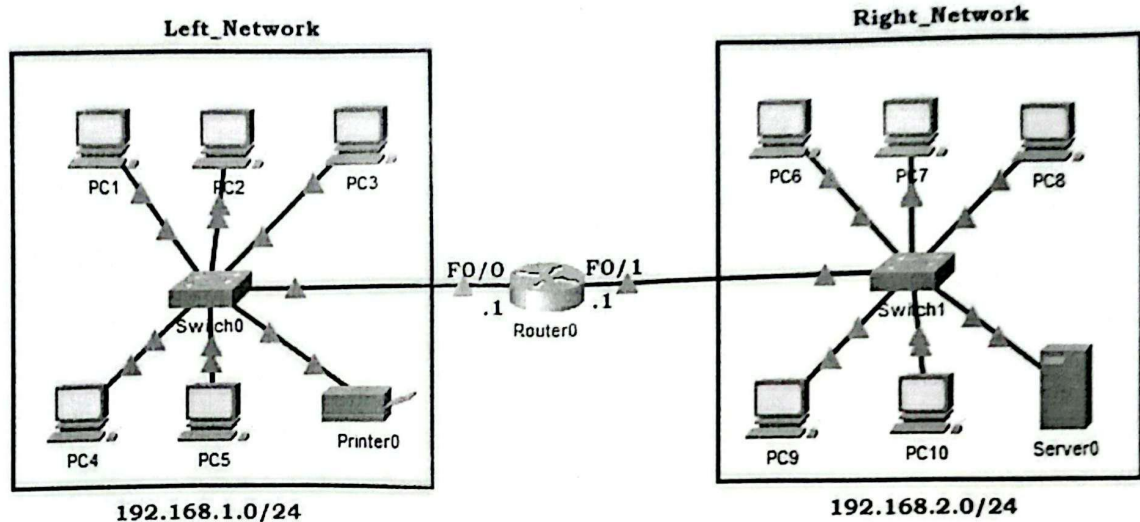 Left_Network
Right_Network
PC1
PC2
PC3
PC6
PC7
PC8
F0/0
F0/1
.1
.1
Switch0
Router0
Switch1
PC4
PC5
Printer0
PC9
PC10
Server0
192.168.1.0/24
192.168.2.0/24